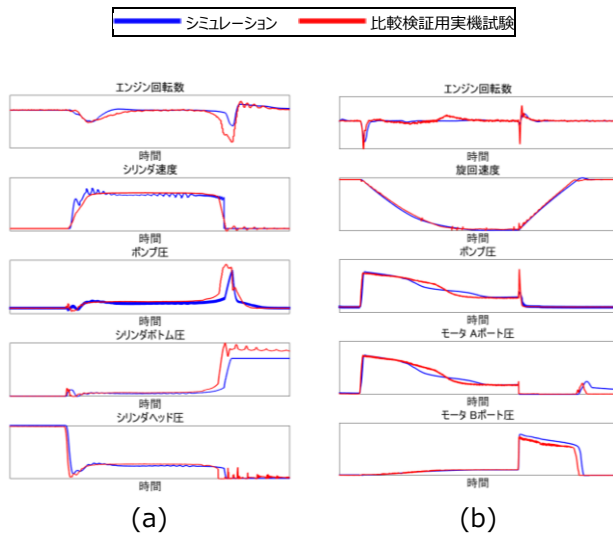 シミュレーション 比較検証用実機試験
エンジン回転数
時間
シリンダ速度
時間
ポンプ圧
時間
シリンダボトム圧
時間
シリンダヘッド圧
時間
(a)
エンジン回転数
時間
旋回速度
時間
ポンプ圧
時間
モータ Aポート圧
時間
モータ Bポート圧
時間
(b)